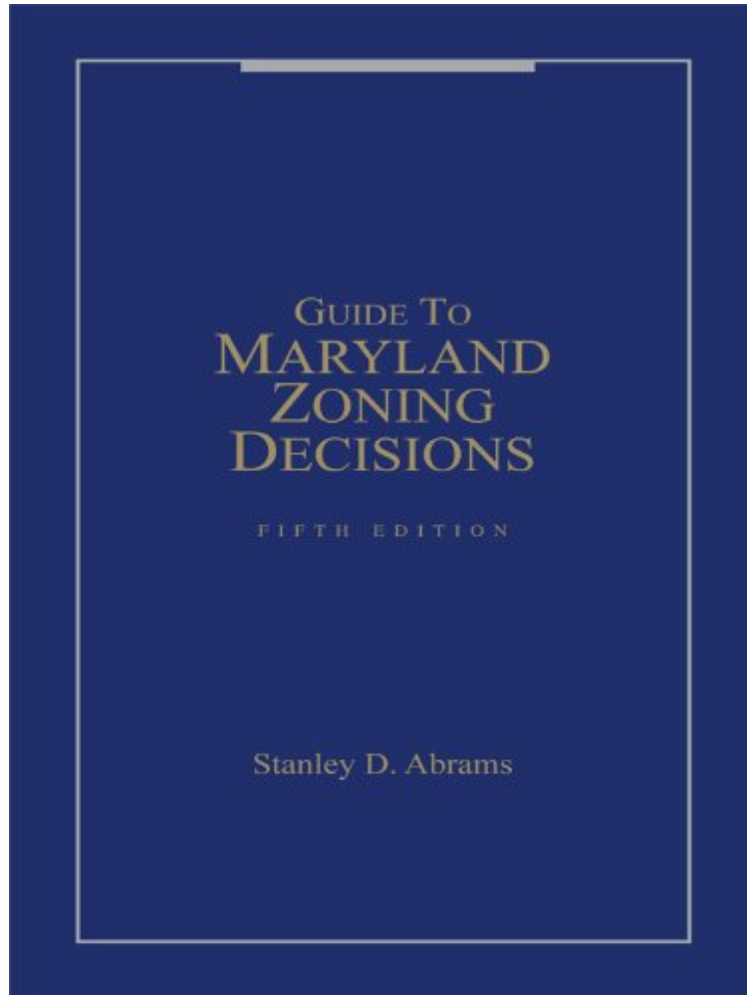 GUIDE TO
MARYLAND
ZONING
DECISIONS
FIFTH EDITION
Stanley D. Abrams